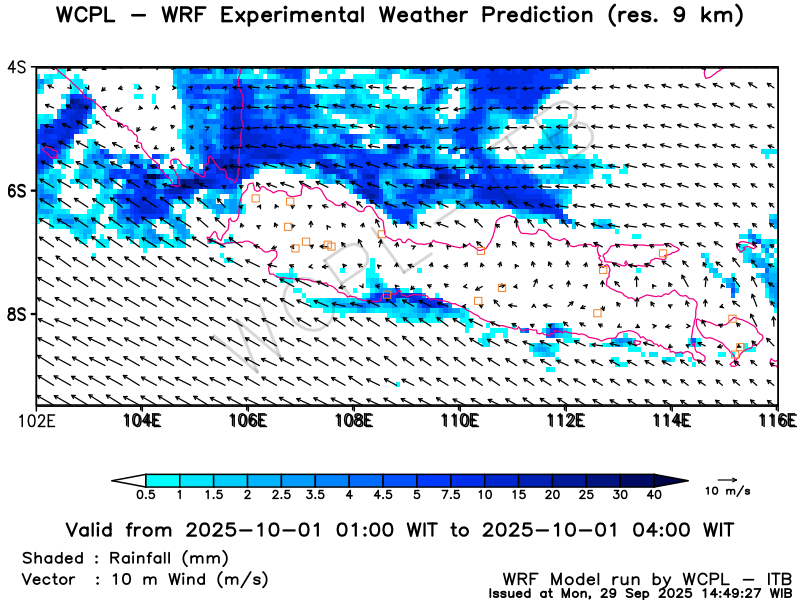 WCPL – WRF Experimental Weather Prediction (res. 9 km)
4S
6S
8S
102E 104E 106E 108E 110E 112E 114E 116E
WCPL-ITB
0.5 1 1.5 2 2.5 3.5 4 4.5 5 7.5 10 15 20 25 30 40
10 m/s
Valid from 2025-10-01 01:00 WIT to 2025-10-01 04:00 WIT
Shaded : Rainfall (mm)
Vector : 10 m Wind (m/s)
WRF Model run by WCPL – ITB
Issued at Mon, 29 Sep 2025 14:49:27 WIB